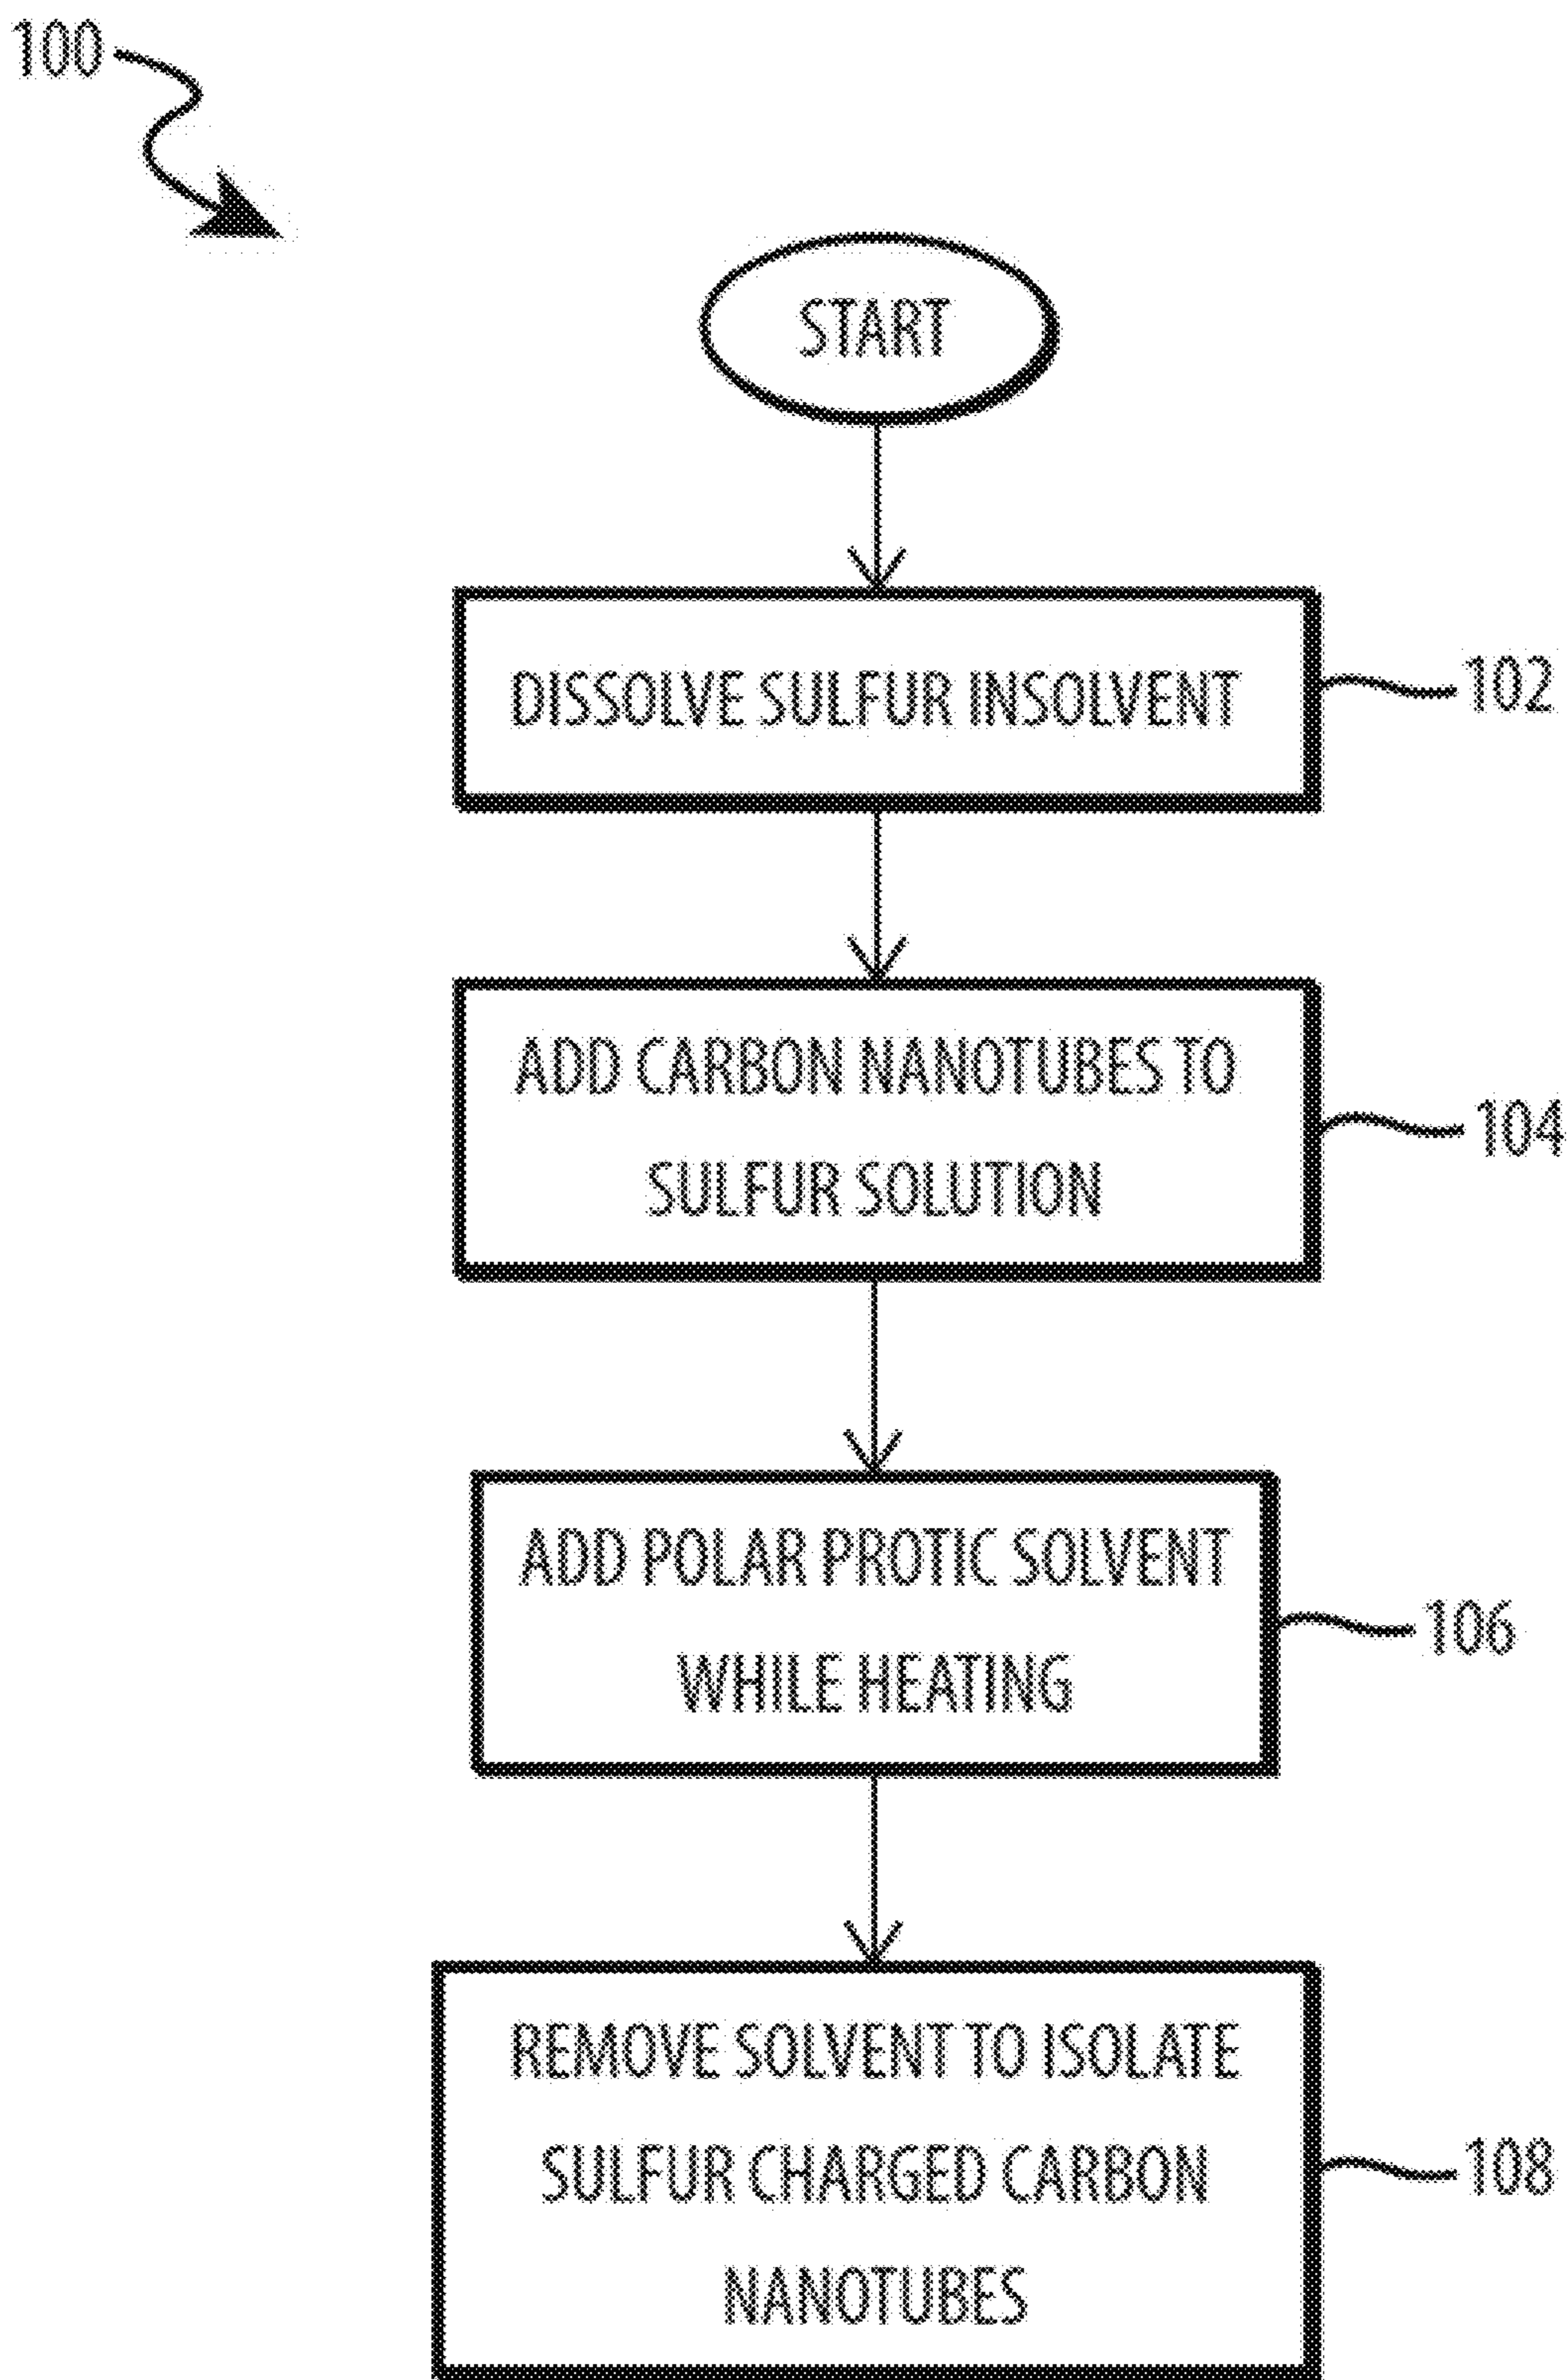 100
START
DISSOLVE SULFUR INSOLVENT
102
ADD CARBON NANOTUBES TO
SULFUR SOLUTION
104
ADD POLAR PROTIC SOLVENT
WHILE HEATING
106
REMOVE SOLVENT TO ISOLATE
SULFUR CHARGED CARBON
NANOTUBES
108